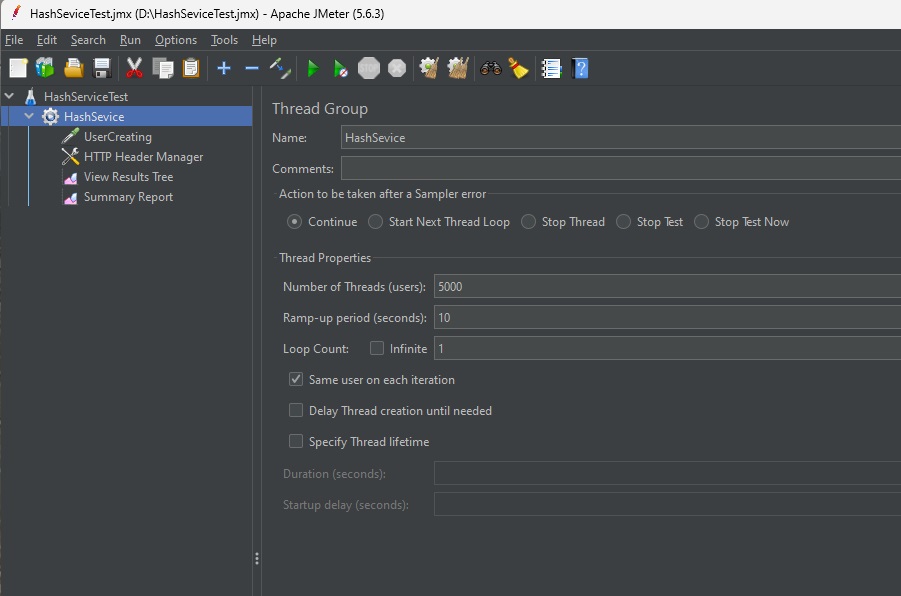 HashSeviceTest.jmx (D:\HashSeviceTest.jmx) - Apache JMeter (5.6.3)
File Edit Search Run Options Tools Help
STOP
HashServiceTest
HashSevice
UserCreating
HTTP Header Manager
View Results Tree
Summary Report
Thread Group
Name: HashSevice
Comments:
Action to be taken after a Sampler error
Continue Start Next Thread Loop Stop Thread Stop Test Stop Test Now
Thread Properties
Number of Threads (users): 5000
Ramp-up period (seconds): 10
Loop Count: Infinite 1
Same user on each iteration
Delay Thread creation until needed
Specify Thread lifetime
Duration (seconds):
Startup delay (seconds):